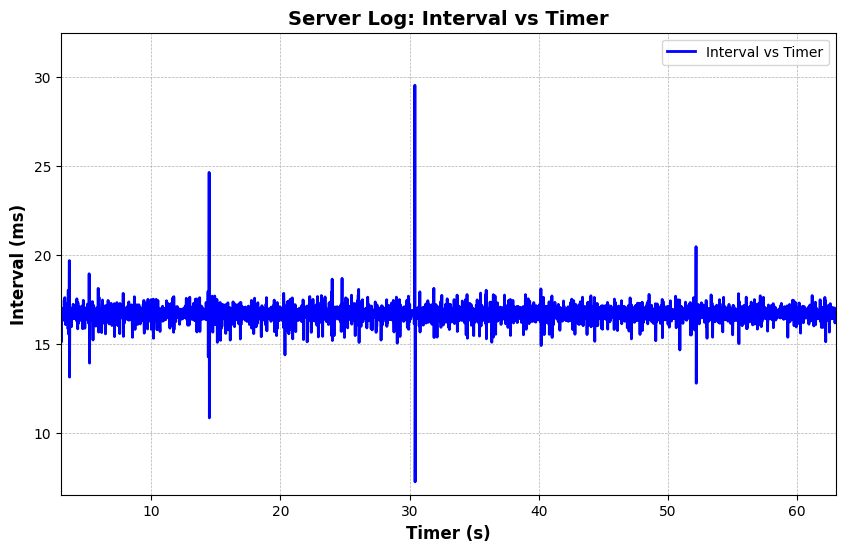 Server Log: Interval vs Timer
Interval vs Timer
30
25
20
15
10
Interval (ms)
10 20 30 40 50 60
Timer (s)